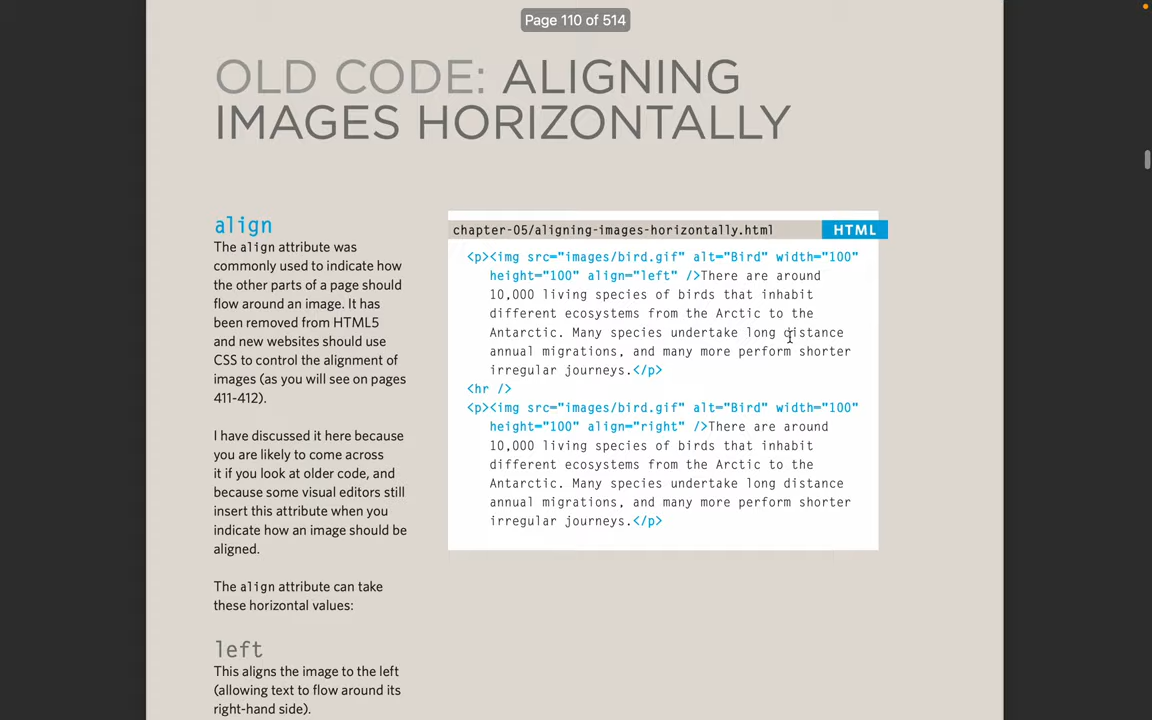 Page 110 of 514
OLD CODE: ALIGNING
IMAGES HORIZONTALLY
align
The align attribute was
commonly used to indicate how
the other parts of a page should
flow around an image. It has
been removed from HTML5
and new websites should use
CSS to control the alignment of
images (as you will see on pages
411-412).
I have discussed it here because
you are likely to come across
it if you look at older code, and
because some visual editors still
insert this attribute when you
indicate how an image should be
aligned.
The align attribute can take
these horizontal values:
left
This aligns the image to the left
(allowing text to flow around its
right-hand side).
chapter-05/aligning-images-horizontally.html HTML
<p><img src="images/bird.gif" alt="Bird" width="100"
height="100" align="left" />There are around
10,000 living species of birds that inhabit
different ecosystems from the Arctic to the
Antarctic. Many species undertake long distance
annual migrations, and many more perform shorter
irregular journeys.</p>
<hr />
<p><img src="images/bird.gif" alt="Bird" width="100"
height="100" align="right" />There are around
10,000 living species of birds that inhabit
different ecosystems from the Arctic to the
Antarctic. Many species undertake long distance
annual migrations, and many more perform shorter
irregular journeys.</p>